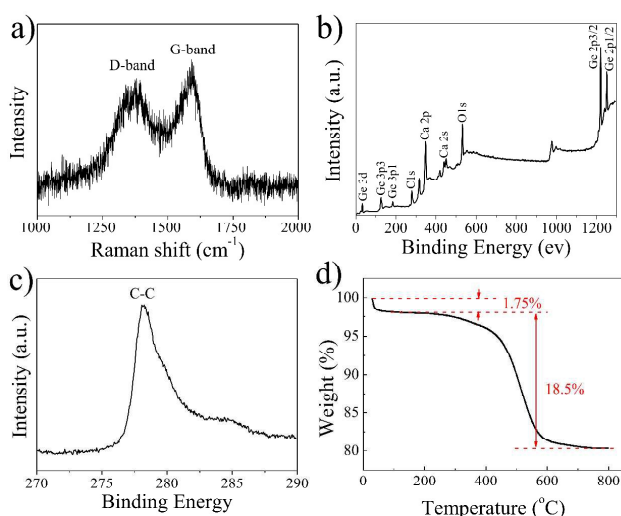 a)
D-band
G-band
Intensity
1000 1250 1500 1750 2000
Raman shift (cm⁻¹)
b)
Intensity(a.u.)
Ge 3d
Ge 3p3
Ge 3p1
C1s
Ca 2p
Ca 2s
O1s
Ge 2p3/2
Ge 2p1/2
0 200 400 600 800 1000 1200
Binding Energy (ev)
c)
C-C
Intensity (a.u.)
270 275 280 285 290
Binding Energy
d)
100
95
90
85
80
Weight (%)
1.75%
18.5%
0 200 400 600 800
Temperature (°C)